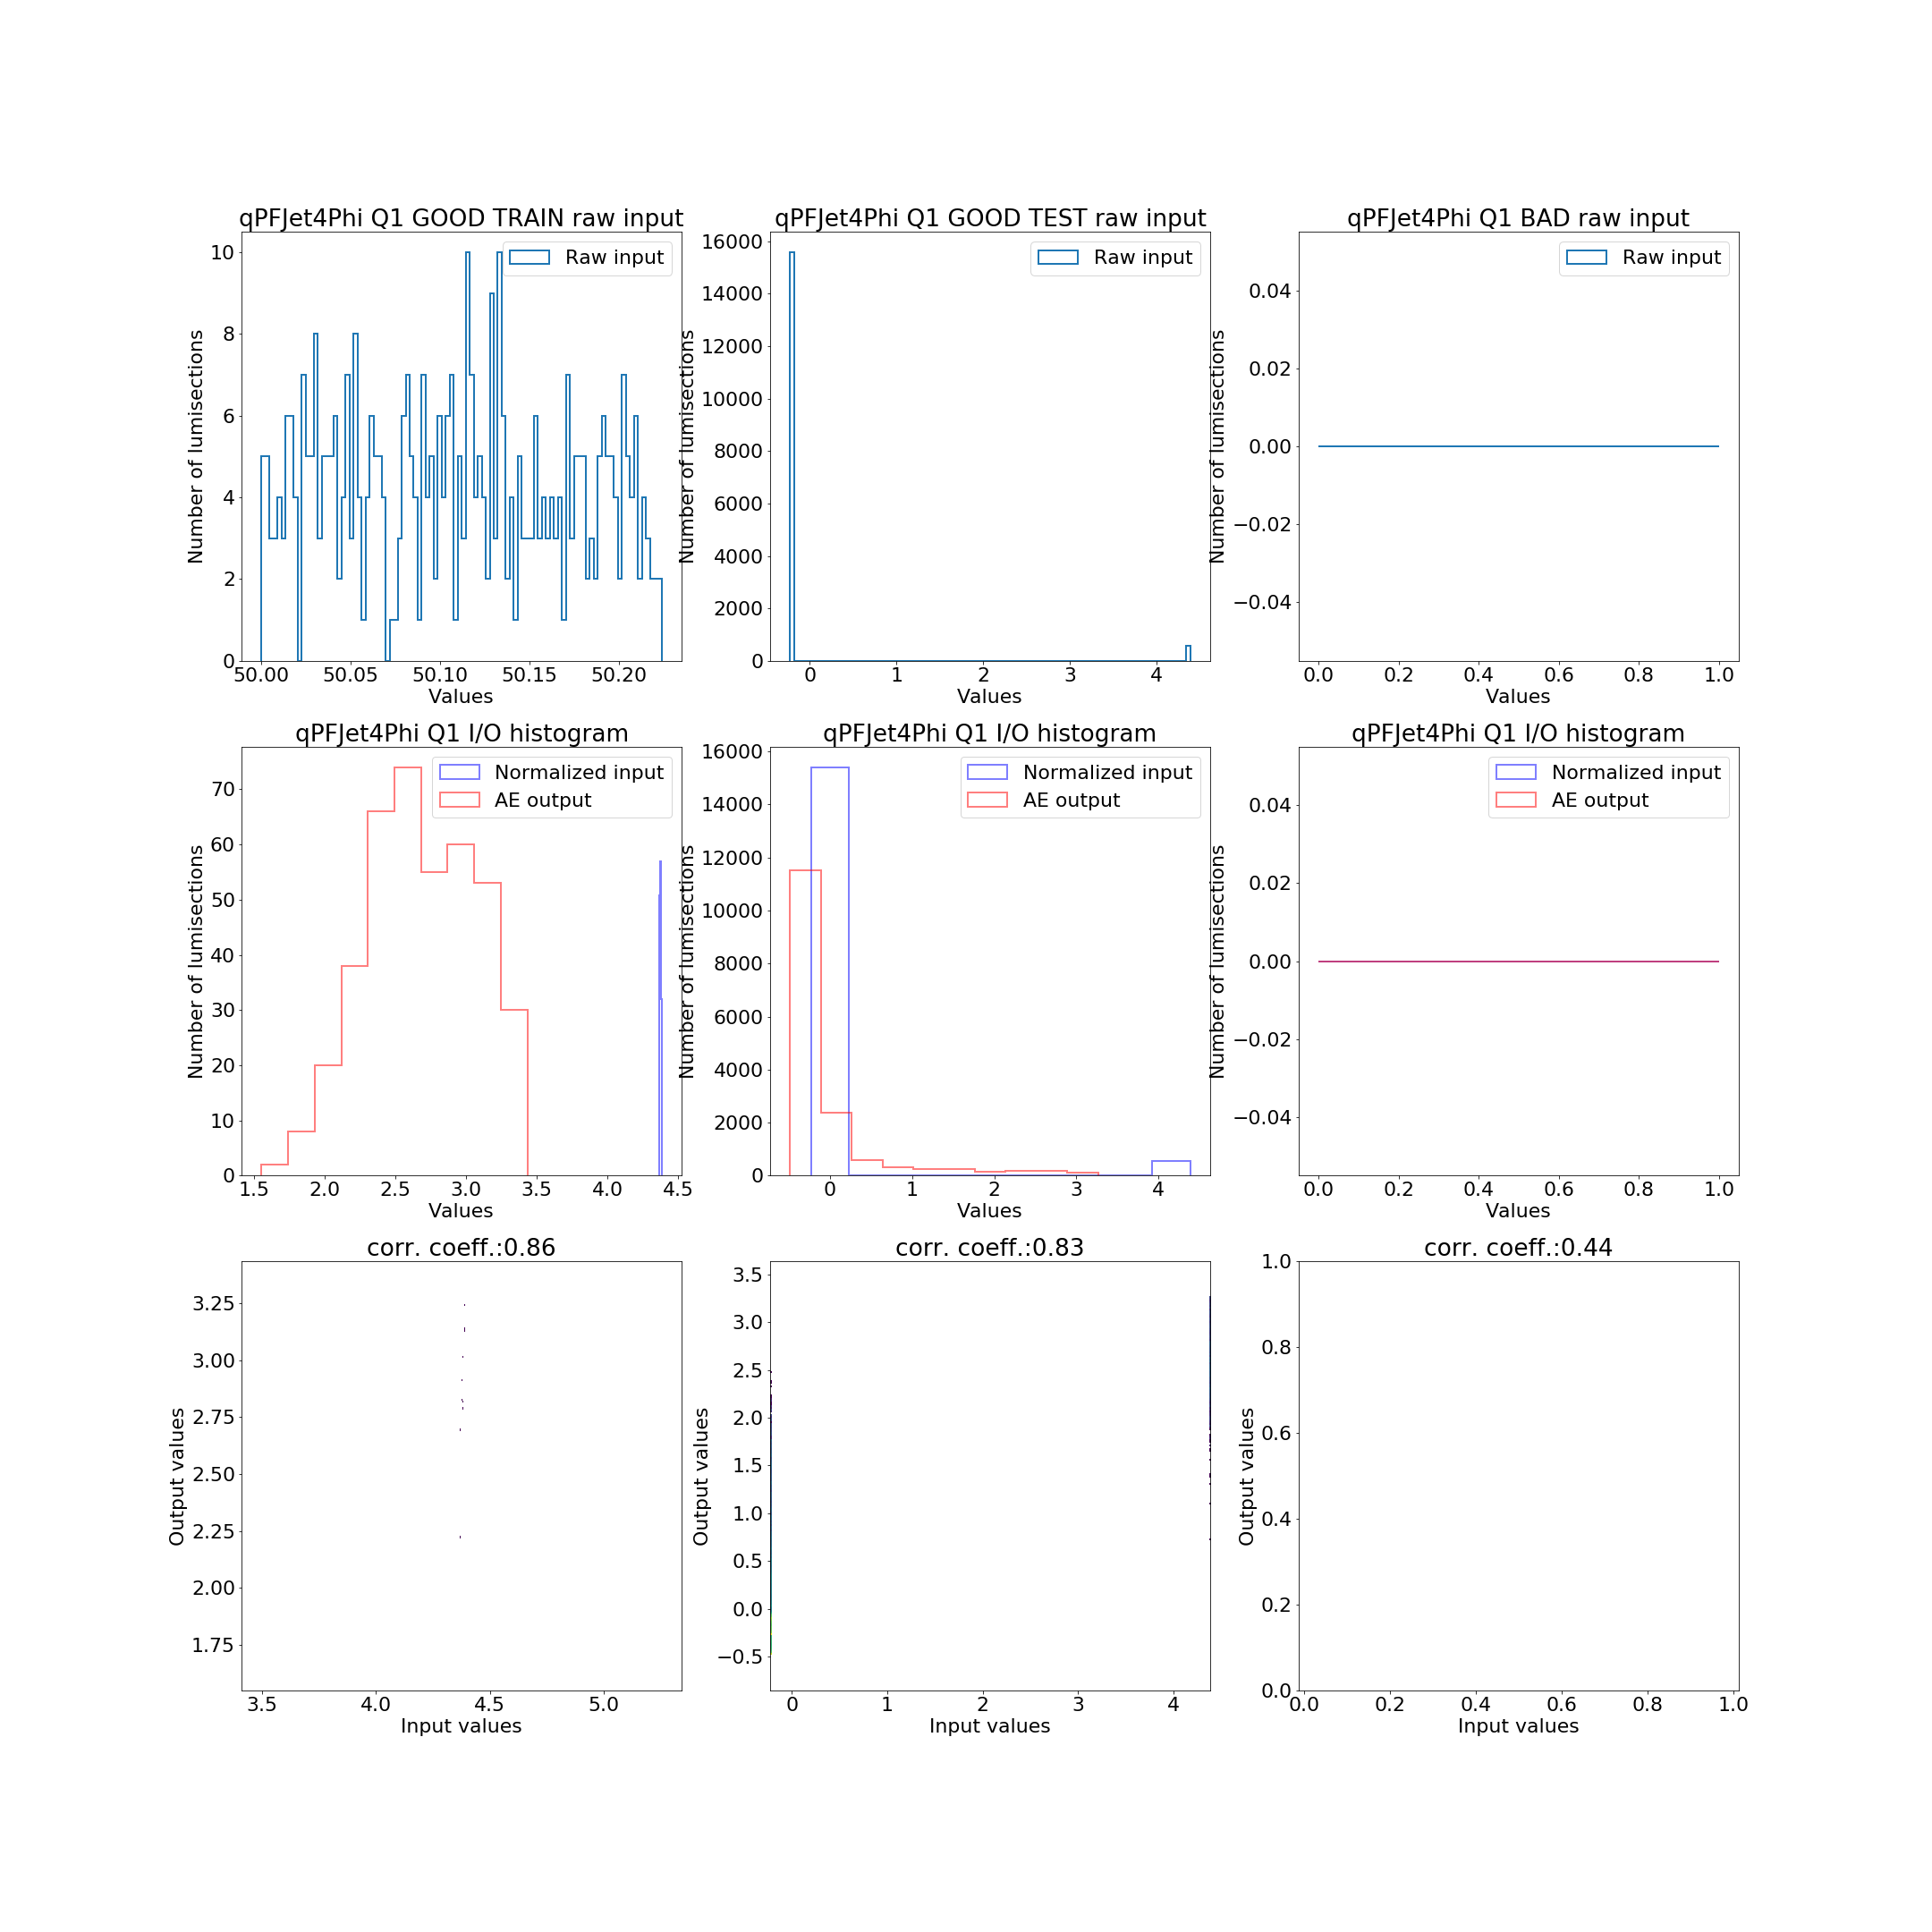 qPFJet4Phi Q1 GOOD TRAIN raw input
Number of lumisections
10
8
6
4
2
0
Raw input
50.00 50.05 50.10 50.15 50.20
Values
qPFJet4Phi Q1 GOOD TEST raw input
Number of lumisections
16000
14000
12000
10000
8000
6000
4000
2000
0
Raw input
0 1 2 3 4
Values
qPFJet4Phi Q1 BAD raw input
Number of lumisections
0.04
0.02
0.00
−0.02
−0.04
Raw input
0.0 0.2 0.4 0.6 0.8 1.0
Values
qPFJet4Phi Q1 I/O histogram
Number of lumisections
70
60
50
40
30
20
10
0
Normalized input
AE output
1.5 2.0 2.5 3.0 3.5 4.0 4.5
Values
qPFJet4Phi Q1 I/O histogram
Number of lumisections
16000
14000
12000
10000
8000
6000
4000
2000
0
Normalized input
AE output
0 1 2 3 4
Values
qPFJet4Phi Q1 I/O histogram
Number of lumisections
0.04
0.02
0.00
−0.02
−0.04
Normalized input
AE output
0.0 0.2 0.4 0.6 0.8 1.0
Values
corr. coeff.:0.86
Output values
3.25
3.00
2.75
2.50
2.25
2.00
1.75
3.5 4.0 4.5 5.0
Input values
corr. coeff.:0.83
Output values
3.5
3.0
2.5
2.0
1.5
1.0
0.5
0.0
−0.5
0 1 2 3 4
Input values
corr. coeff.:0.44
Output values
1.0
0.8
0.6
0.4
0.2
0.0
0.0 0.2 0.4 0.6 0.8 1.0
Input values